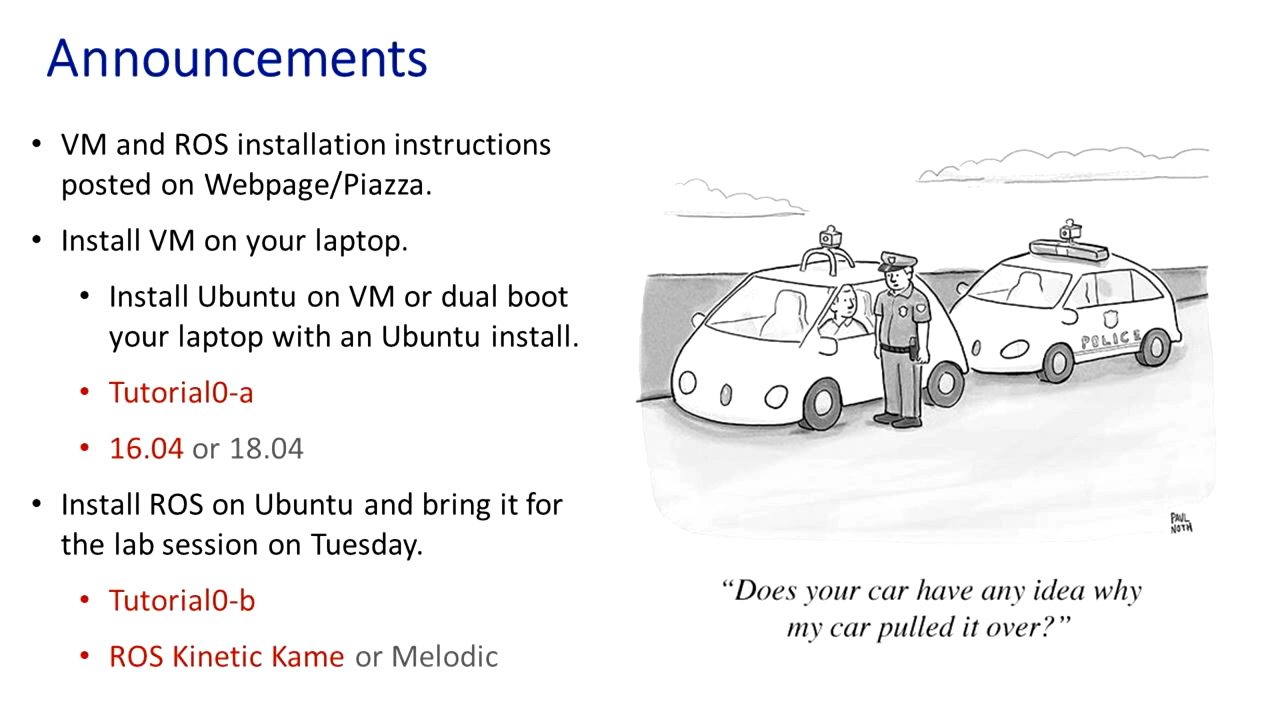 Announcements
• VM and ROS installation instructions
posted on Webpage/Piazza.
• Install VM on your laptop.
• Install Ubuntu on VM or dual boot
your laptop with an Ubuntu install.
• Tutorial0-a
• 16.04 or 18.04
• Install ROS on Ubuntu and bring it for
the lab session on Tuesday.
• Tutorial0-b
• ROS Kinetic Kame or Melodic
POLICE
PAUL
NOTH
“Does your car have any idea why
my car pulled it over?”